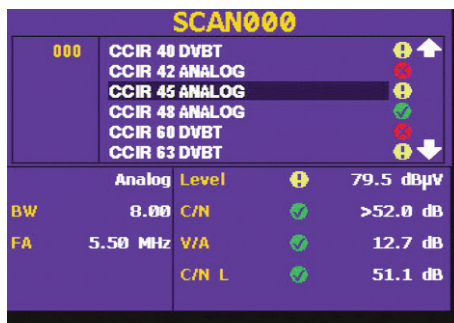 SCAN000
000 CCIR 40 DVBT
CCIR 42 ANALOG
CCIR 45 ANALOG
CCIR 48 ANALOG
CCIR 60 DVBT
CCIR 63 DVBT
Analog Level 79.5 dBµV
BW 8.00 C/N >52.0 dB
FA 5.50 MHz V/A 12.7 dB
C/N L 51.1 dB